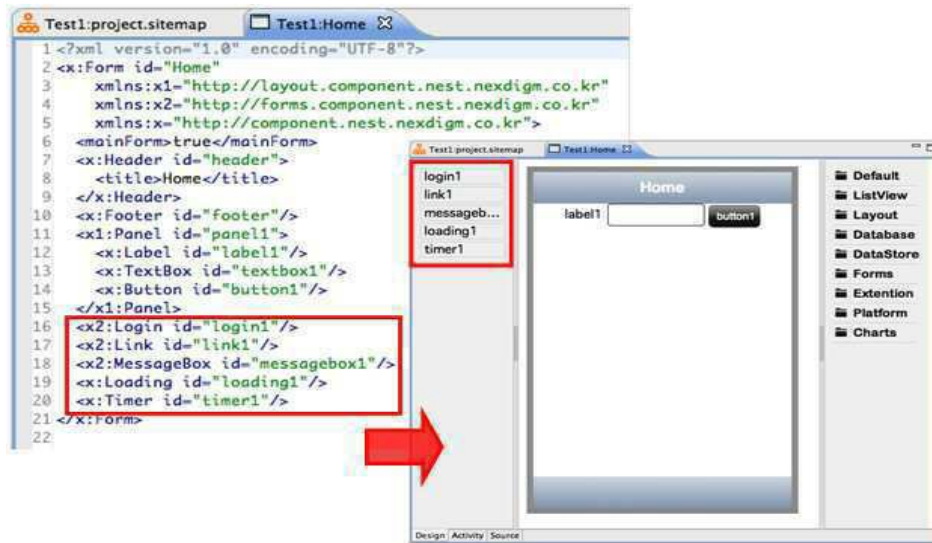 Test1:project.sitemap
Test1:Home
1 <?xml version="1.0" encoding="UTF-8"?>
2 <x:Form id="Home"
3 xmlns:x1="http://layout.component.nest.nexdigm.co.kr"
4 xmlns:x2="http://forms.component.nest.nexdigm.co.kr"
5 xmlns:x="http://component.nest.nexdigm.co.kr">
6 <mainForm>true</mainForm>
7 <x:Header id="header">
8 <title>Home</title>
9 </x:Header>
10 <x:Footer id="footer"/>
11 <x1:Panel id="panel1">
12 <x:Label id="label1"/>
13 <x:TextBox id="textbox1"/>
14 <x:Button id="button1"/>
15 </x1:Panel>
16 <x2:Login id="login1"/>
17 <x2:Link id="link1"/>
18 <x2:MessageBox id="messagebox1"/>
19 <x:Loading id="loading1"/>
20 <x:Timer id="timer1"/>
21 </x:Form>
22
Test1:project.sitemap
Test1:Home
login1
link1
messageb...
loading1
timer1
Home
label1
button1
Default
ListView
Layout
Database
DataStore
Forms
Extention
Platform
Charts
Design Activity Source